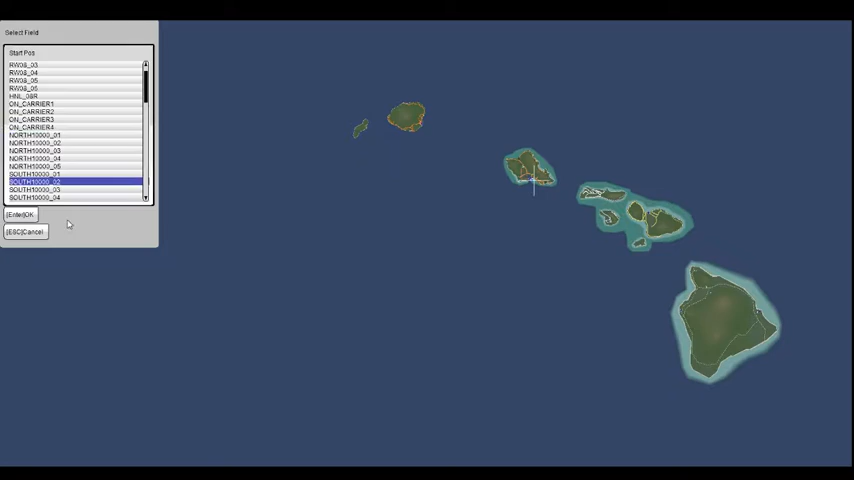 Select Field
Start Pos
RW08_03
RW08_04
RW08_05
RW08_06
HNL_08R
ON_CARRIER1
ON_CARRIER2
ON_CARRIER3
ON_CARRIER4
NORTH10000_01
NORTH10000_02
NORTH10000_03
NORTH10000_04
NORTH10000_05
SOUTH10000_01
SOUTH10000_02
SOUTH10000_03
SOUTH10000_04
[Enter]OK
[ESC]Cancel